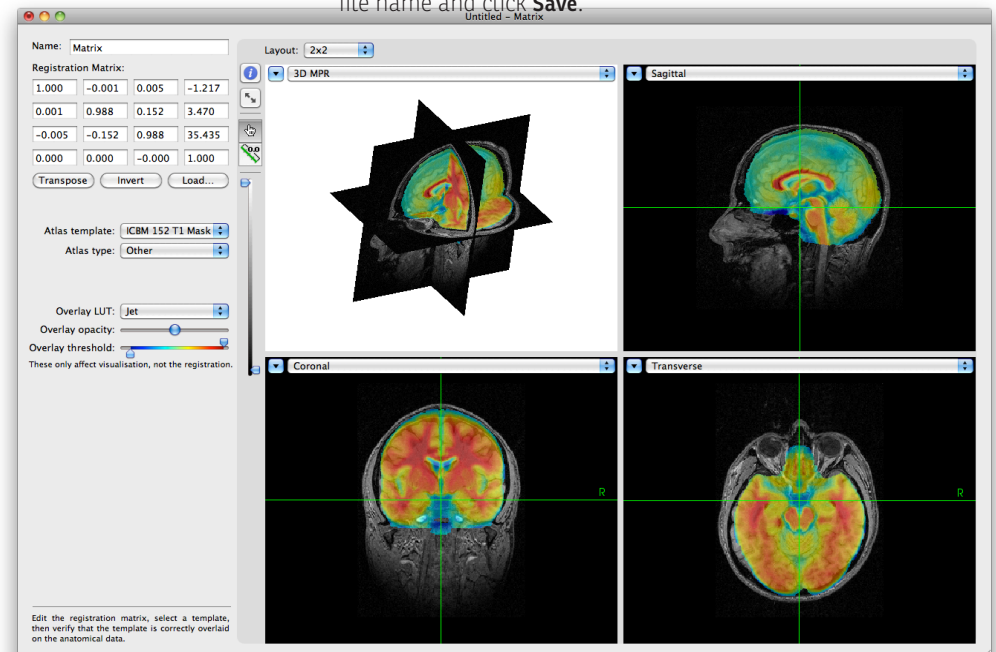 file name and click Save.
Untitled – Matrix
Name: Matrix
Layout: 2x2
Registration Matrix:
1.000 -0.001 0.005 -1.217
0.001 0.988 0.152 3.470
-0.005 -0.152 0.988 35.435
0.000 0.000 -0.000 1.000
Transpose Invert Load...
Atlas template: ICBM 152 T1 Mask
Atlas type: Other
Overlay LUT: Jet
Overlay opacity:
Overlay threshold:
These only affect visualisation, not the registration.
Edit the registration matrix, select a template,
then verify that the template is correctly overlaid
on the anatomical data.
i
0.0
3D MPR
Sagittal
Coronal
R
Transverse
R